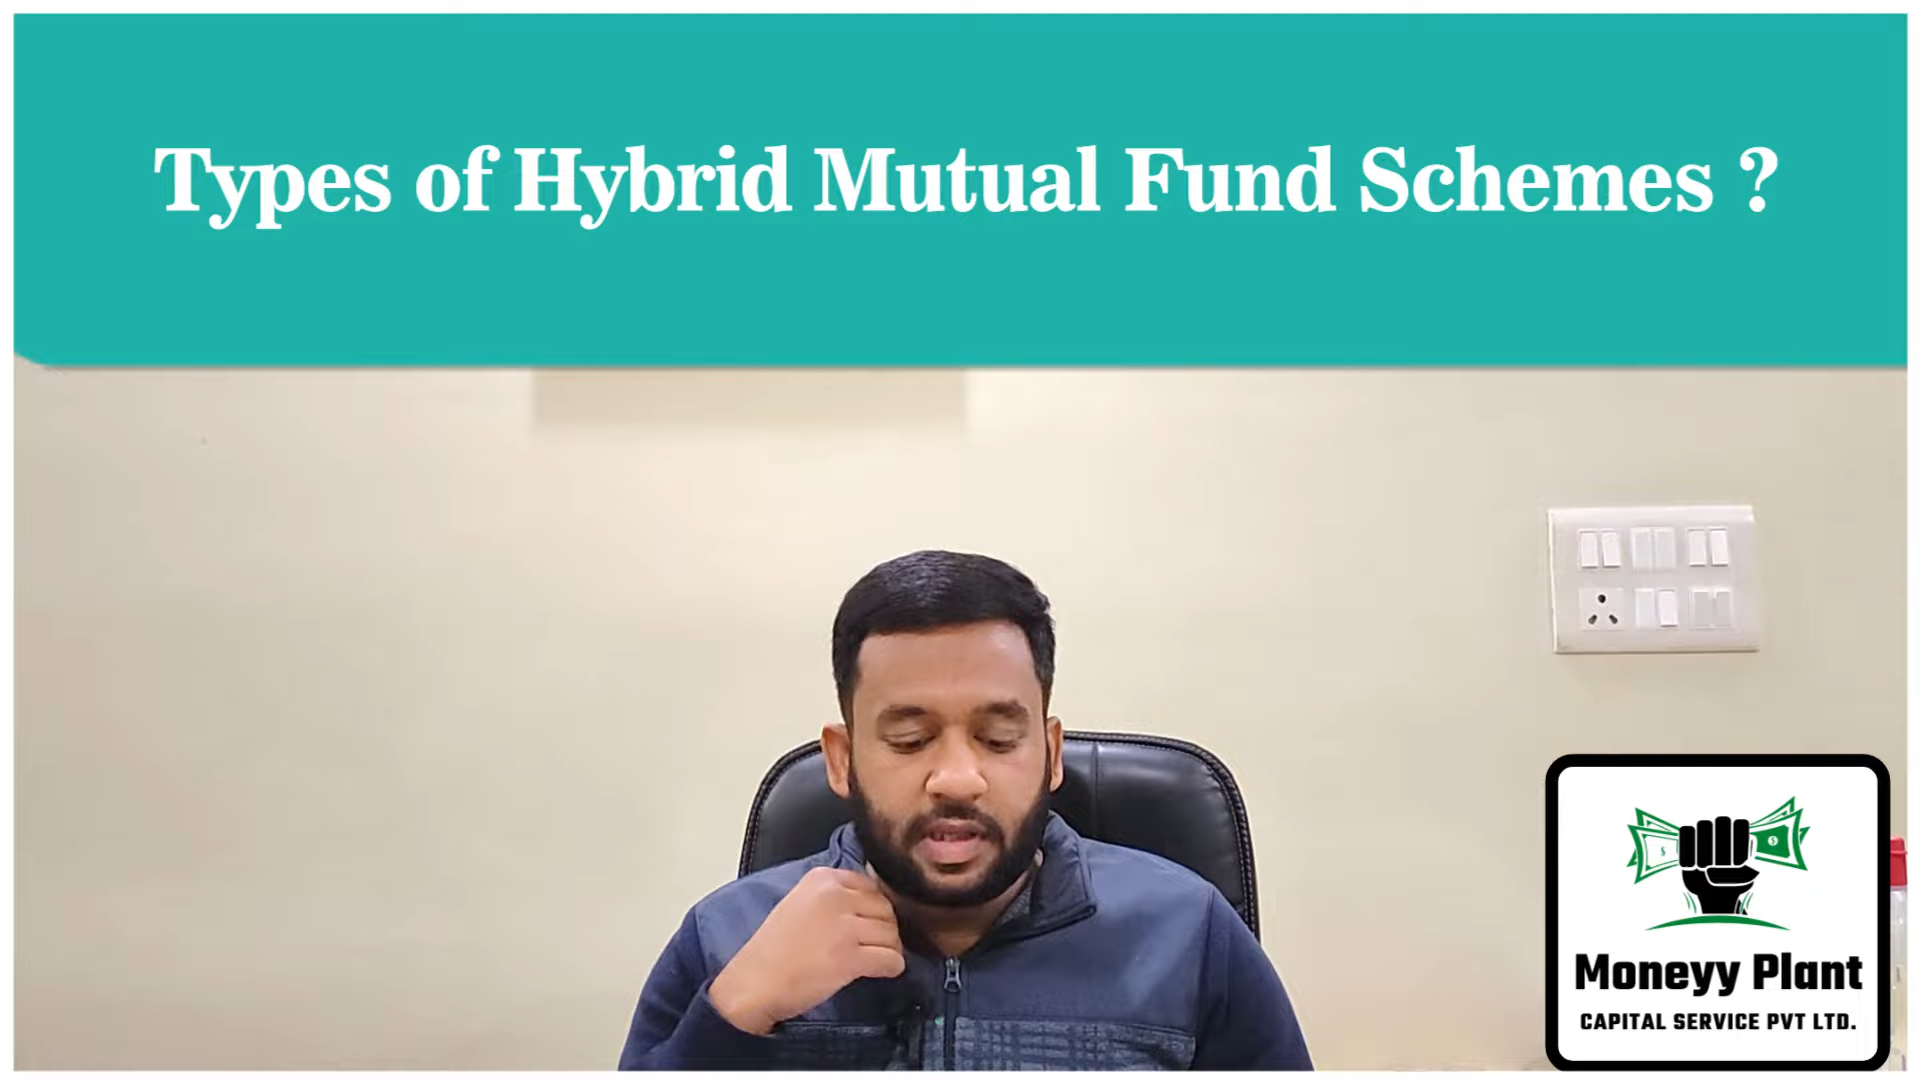 Types of Hybrid Mutual Fund Schemes ?
Moneyy Plant
CAPITAL SERVICE PVT LTD.